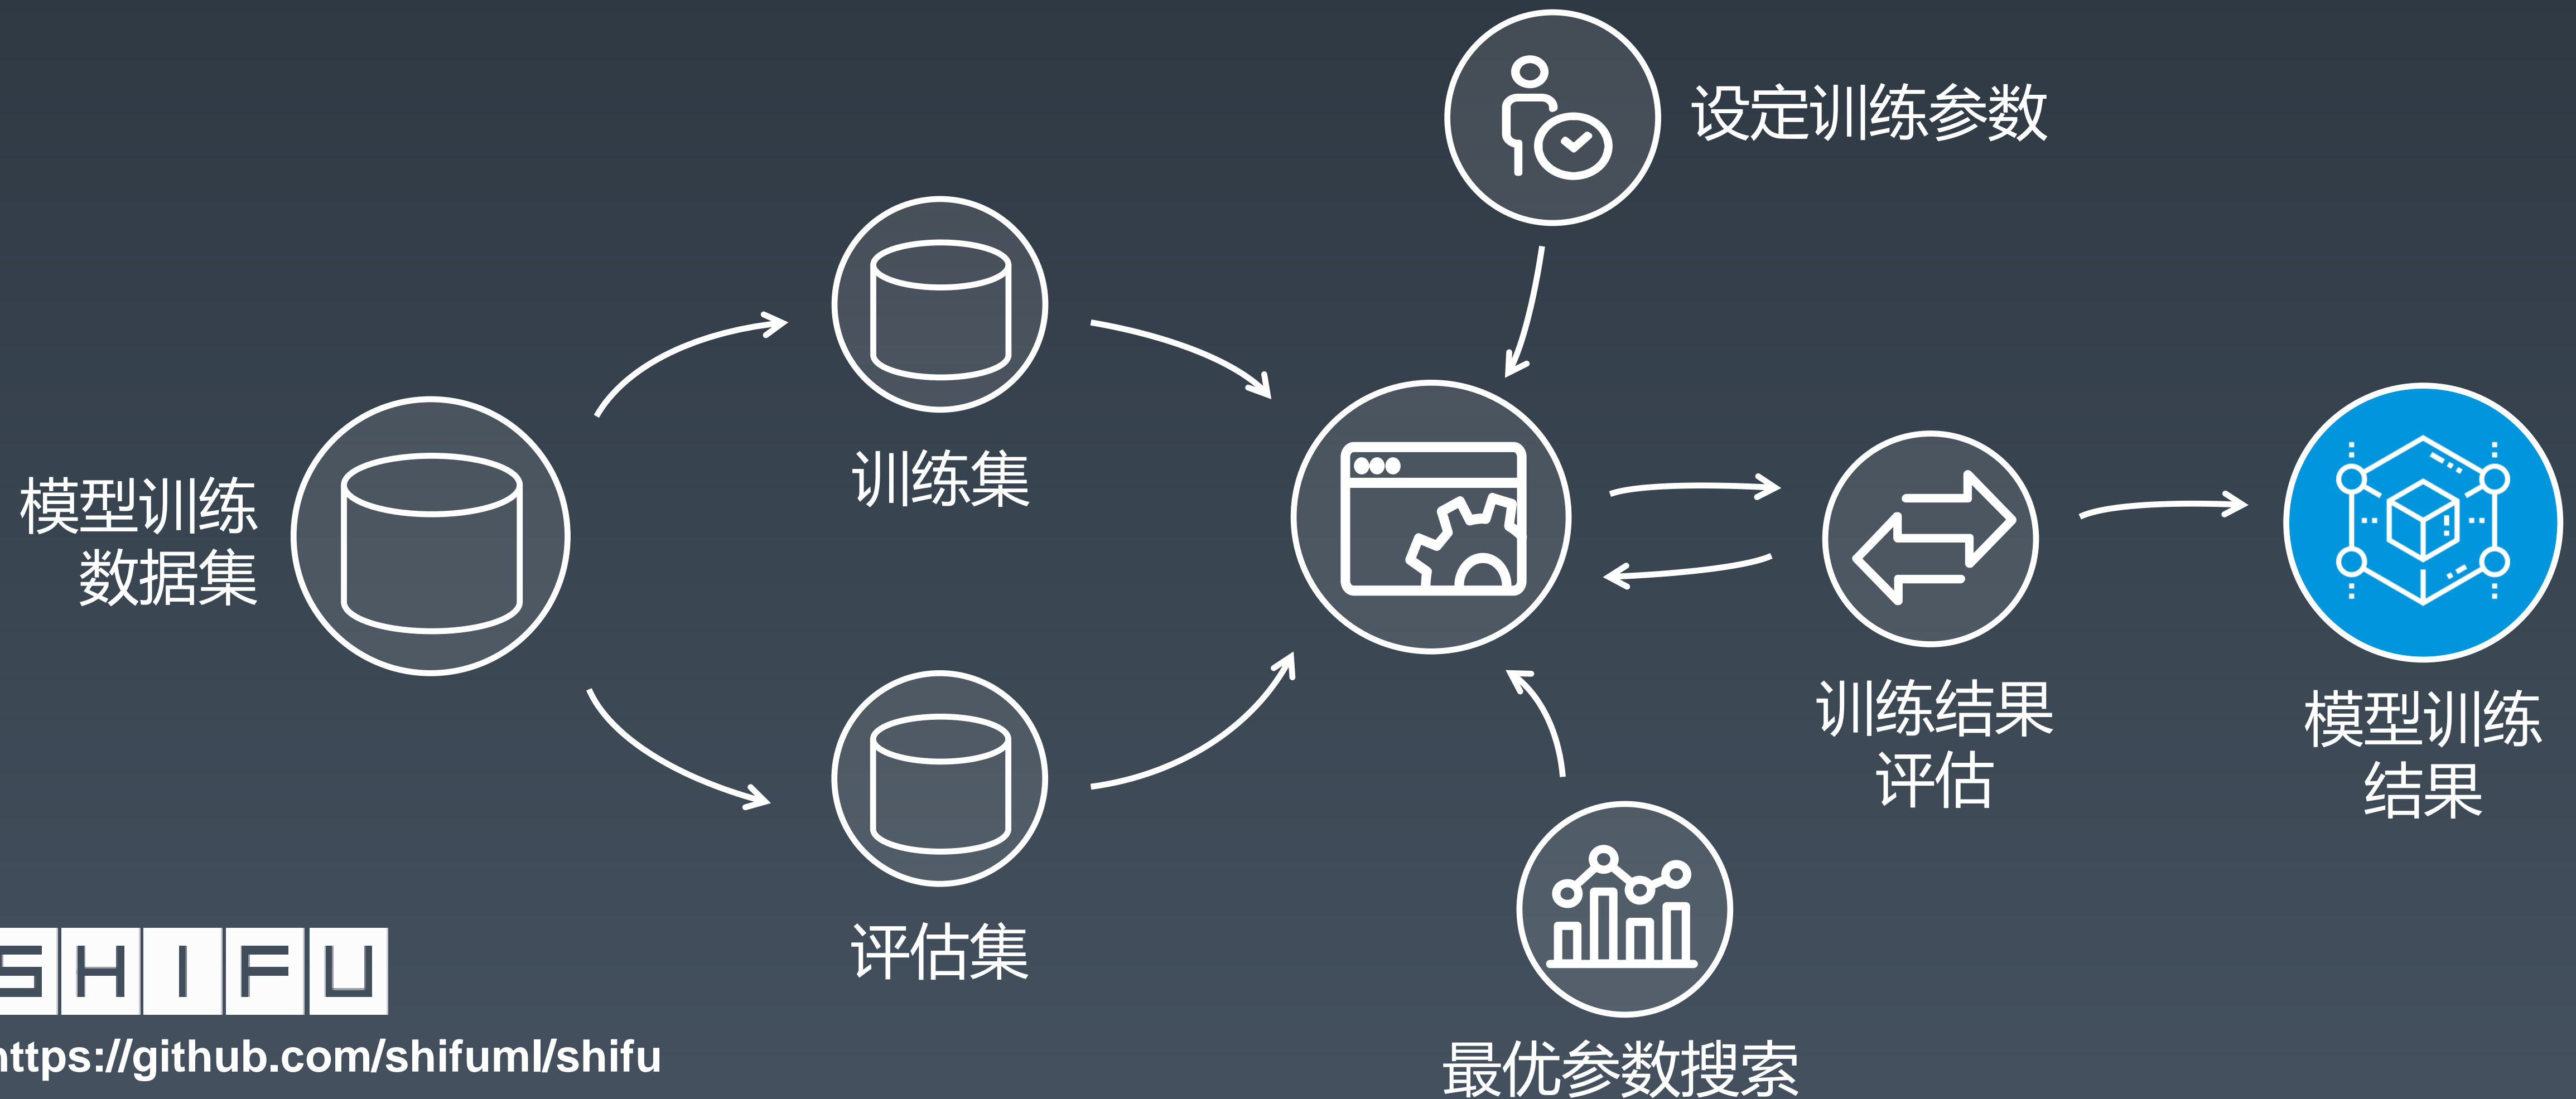 设定训练参数
训练集
模型训练
数据集
训练结果
评估
模型训练
结果
评估集
SHIFU
https://github.com/shifuml/shifu
最优参数搜索